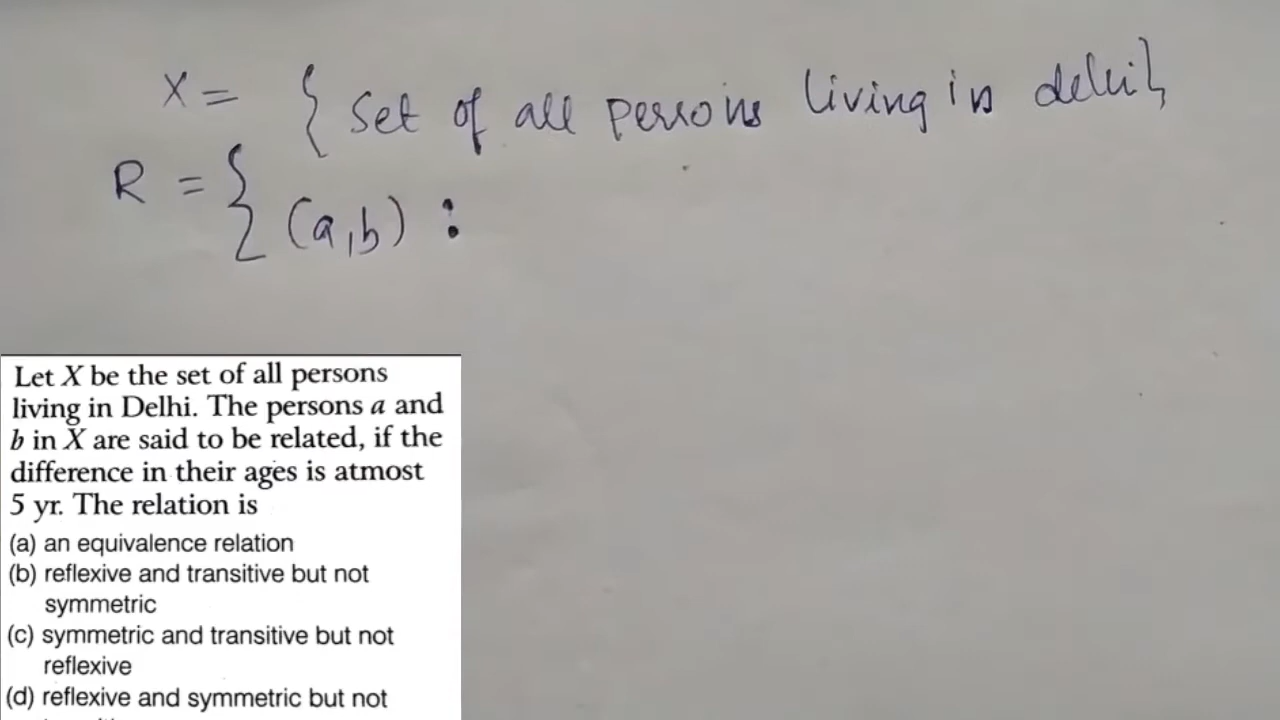 X = { Set of all persons living in delhi}
R = { (a,b) :
Let X be the set of all persons
living in Delhi. The persons a and
b in X are said to be related, if the
difference in their ages is atmost
5 yr. The relation is
(a) an equivalence relation
(b) reflexive and transitive but not
symmetric
(c) symmetric and transitive but not
reflexive
(d) reflexive and symmetric but not